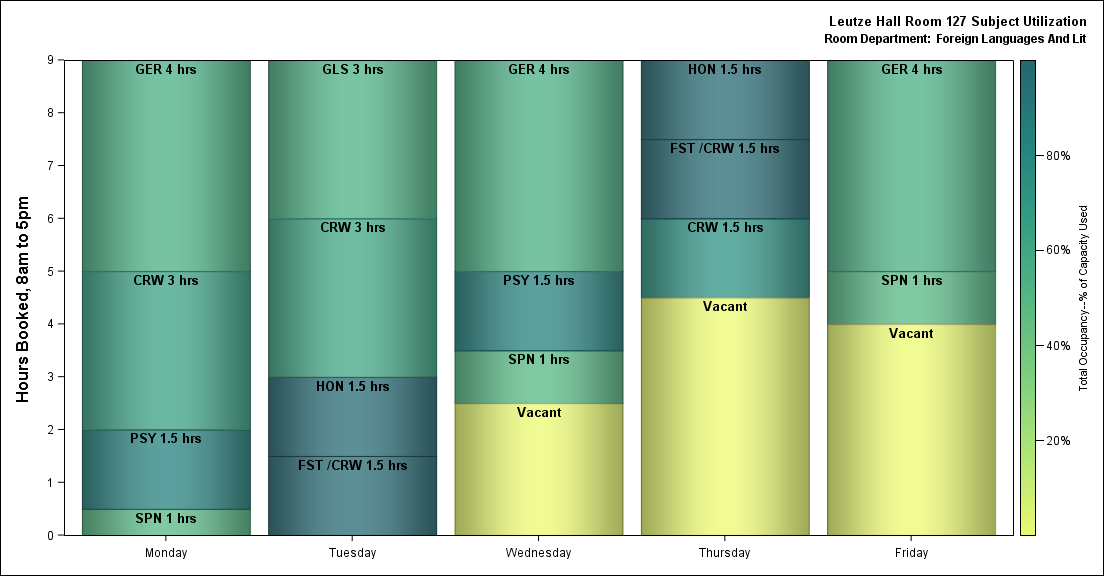 Leutze Hall Room 127 Subject Utilization
Room Department: Foreign Languages And Lit
Hours Booked, 8am to 5pm
9
8
7
6
5
4
3
2
1
0
GER 4 hrs
CRW 3 hrs
PSY 1.5 hrs
SPN 1 hrs
GLS 3 hrs
CRW 3 hrs
HON 1.5 hrs
FST /CRW 1.5 hrs
GER 4 hrs
PSY 1.5 hrs
SPN 1 hrs
Vacant
HON 1.5 hrs
FST /CRW 1.5 hrs
CRW 1.5 hrs
Vacant
GER 4 hrs
SPN 1 hrs
Vacant
Monday
Tuesday
Wednesday
Thursday
Friday
80%
60%
40%
20%
Total Occupancy--% of Capacity Used